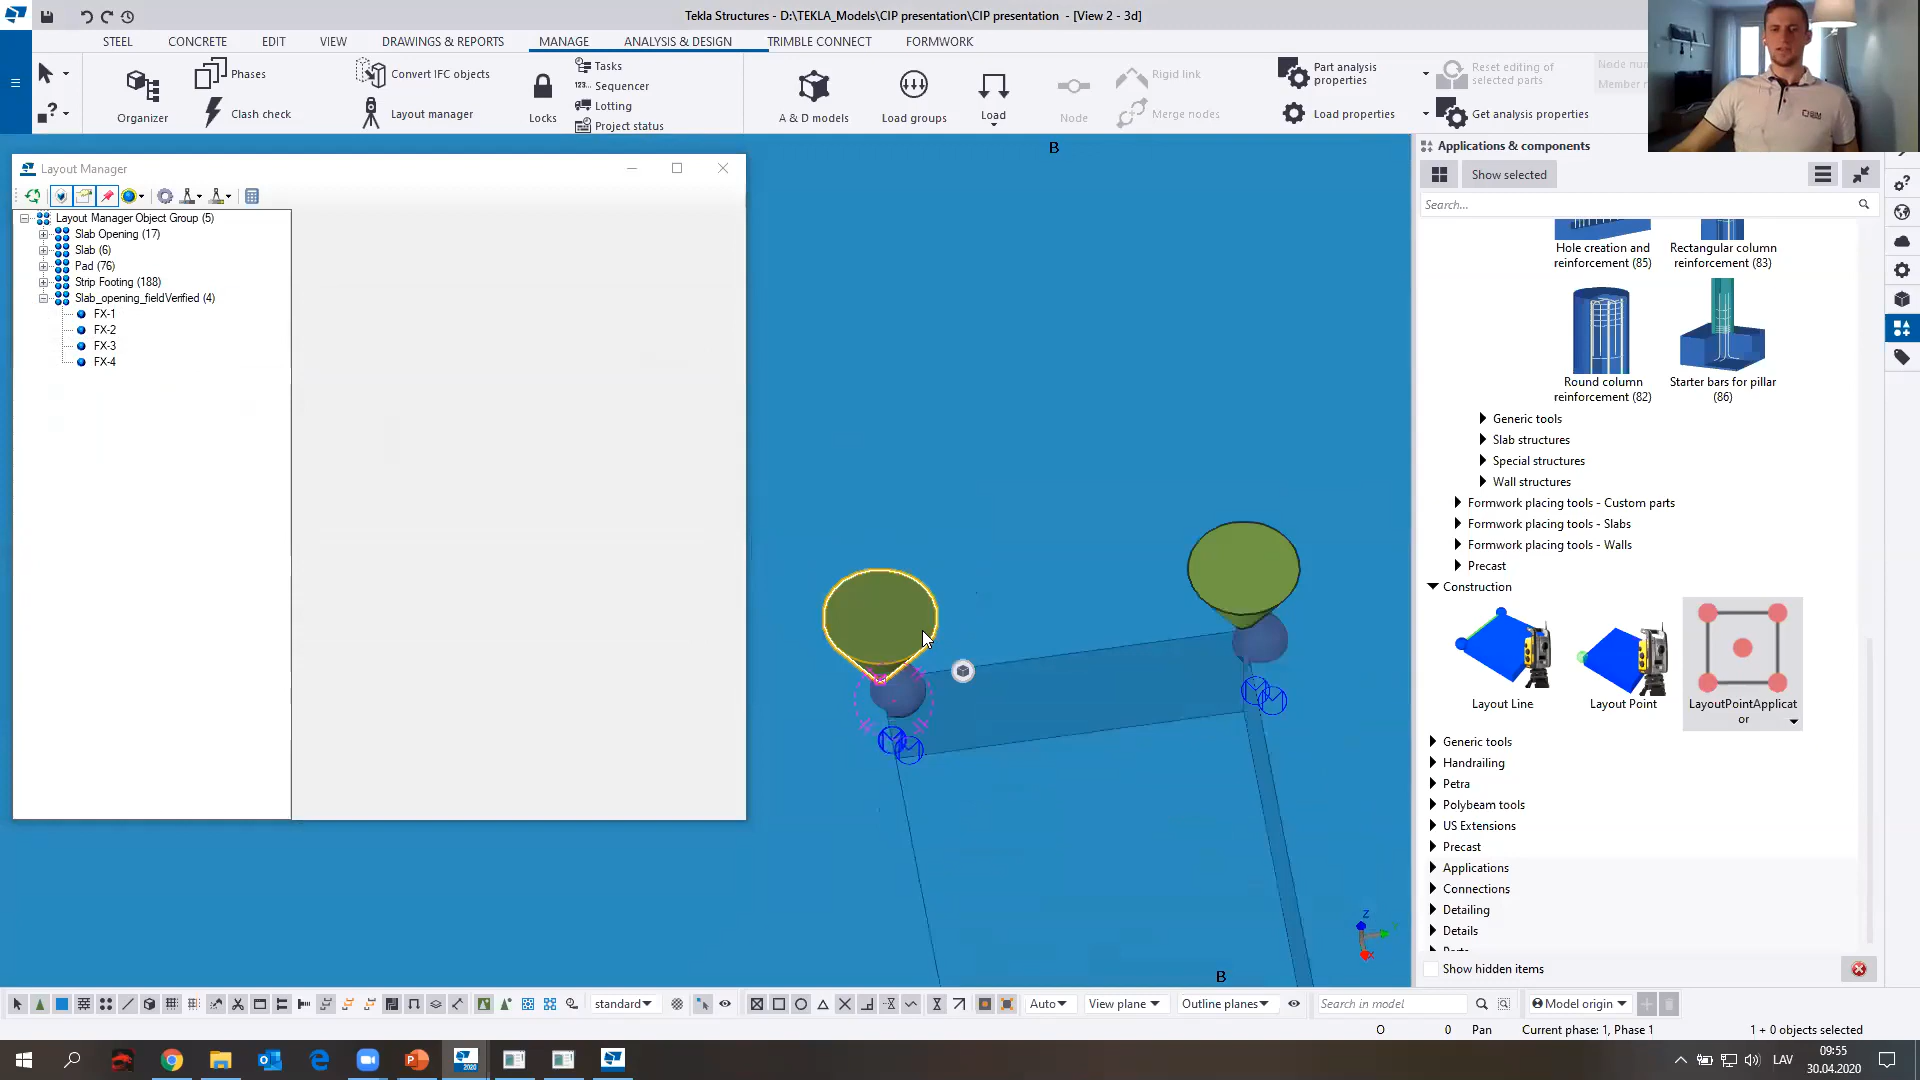 Tekla Structures - D:\TEKLA_Models\CIP presentation\CIP presentation - [View 2 - 3d]
STEEL CONCRETE EDIT VIEW DRAWINGS & REPORTS MANAGE ANALYSIS & DESIGN TRIMBLE CONNECT FORMWORK
Organizer
Phases
Clash check
Convert IFC objects
Layout manager
Locks
Tasks
Sequencer
Lotting
Project status
A & D models
Load groups
Load
Node
Rigid link
Merge nodes
Part analysis
properties
Load properties
Reset editing of
selected parts
Get analysis properties
Layout Manager
Layout Manager Object Group (5)
Slab Opening (17)
Slab (6)
Pad (76)
Strip Footing (188)
Slab_opening_fieldVerified (4)
FX-1
FX-2
FX-3
FX-4
B
B
Z
Applications & components
Show selected
Search...
Hole creation and
reinforcement (85)
Rectangular column
reinforcement (83)
Round column
reinforcement (82)
Starter bars for pillar
(86)
Generic tools
Slab structures
Special structures
Wall structures
Formwork placing tools - Custom parts
Formwork placing tools - Slabs
Formwork placing tools - Walls
Precast
Construction
Layout Line
Layout Point
LayoutPointApplicat
or
Generic tools
Handrailing
Petra
Polybeam tools
US Extensions
Precast
Applications
Connections
Detailing
Details
Show hidden items
standard
Auto
View plane
Outline planes
Search in model
Model origin
O 0 Pan Current phase: 1, Phase 1 1 + 0 objects selected
LAV
09:55
30.04.2020